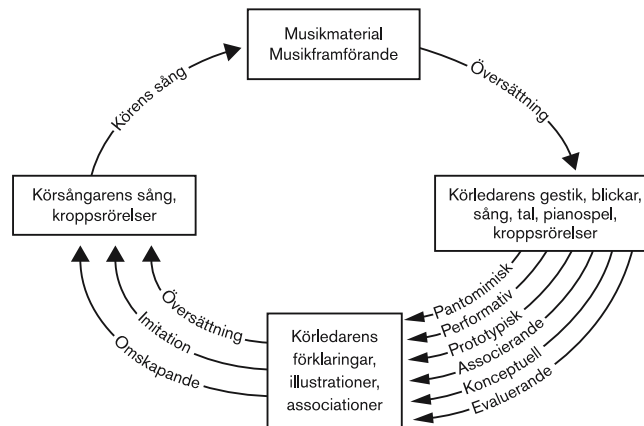 Musikmaterial
Musikframförande
Översättning
Körens sång
Körsångarens sång,
kroppsrörelser
Körledarens gestik, blickar,
sång, tal, pianospel,
kroppsrörelser
Pantomimisk
Performativ
Prototypisk
Associerande
Konceptuell
Evaluerande
Översättning
Imitation
Omskapande
Körledarens
förklaringar,
illustrationer,
associationer